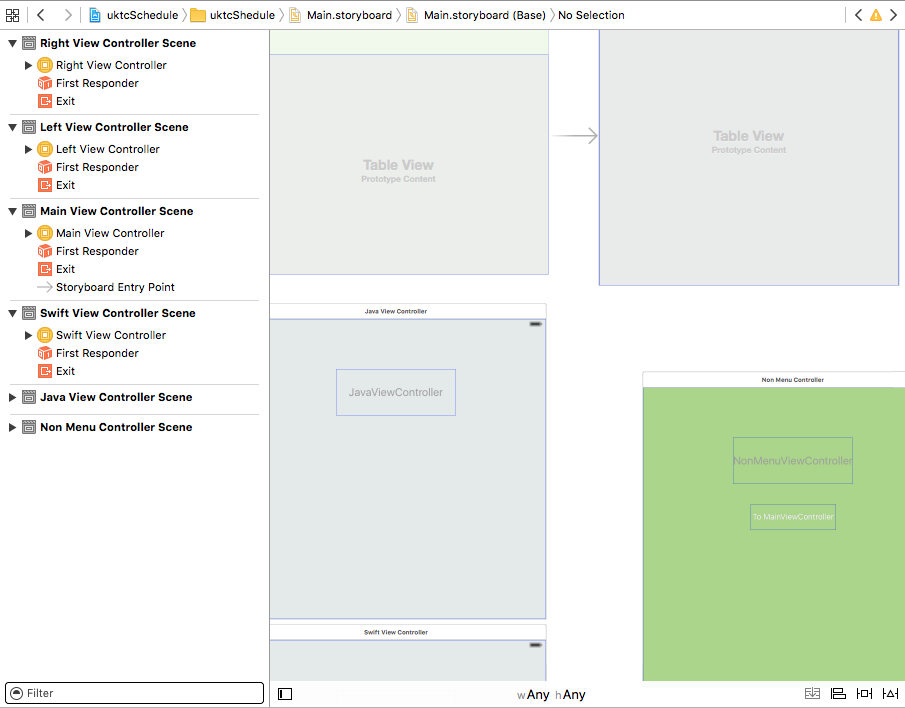 uktcSchedule
uktcShedule
Main.storyboard
Main.storyboard (Base)
No Selection
Right View Controller Scene
Right View Controller
First Responder
Exit
Left View Controller Scene
Left View Controller
First Responder
Exit
Main View Controller Scene
Main View Controller
First Responder
Exit
Storyboard Entry Point
Swift View Controller Scene
Swift View Controller
First Responder
Exit
Java View Controller Scene
Non Menu Controller Scene
Filter
Table View
Prototype Content
Table View
Prototype Content
Java View Controller
JavaViewController
Swift View Controller
Non Menu Controller
NonMenuViewController
To MainViewController
wAny hAny